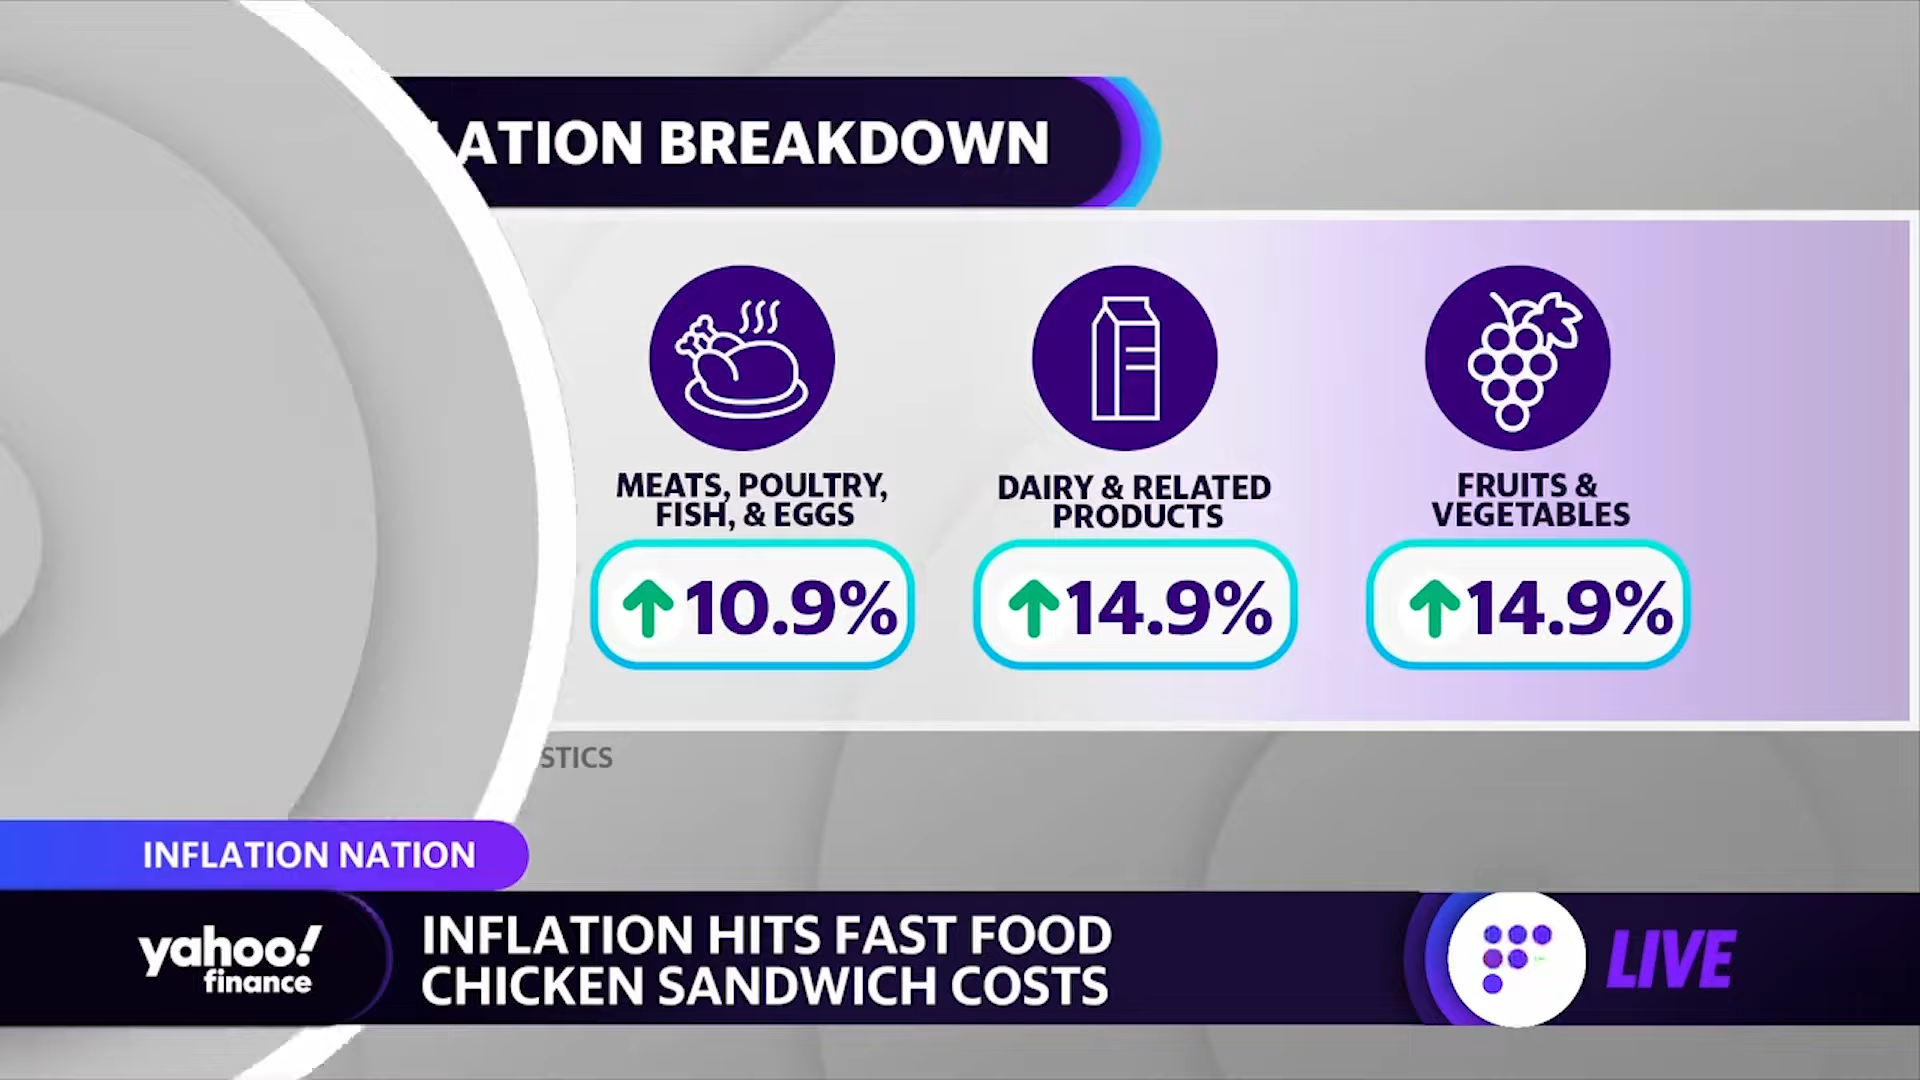 LATION BREAKDOWN
MEATS, POULTRY,
FISH, & EGGS
10.9%
DAIRY & RELATED
PRODUCTS
14.9%
FRUITS &
VEGETABLES
14.9%
STICS
INFLATION NATION
yahoo!
finance
INFLATION HITS FAST FOOD
CHICKEN SANDWICH COSTS
LIVE